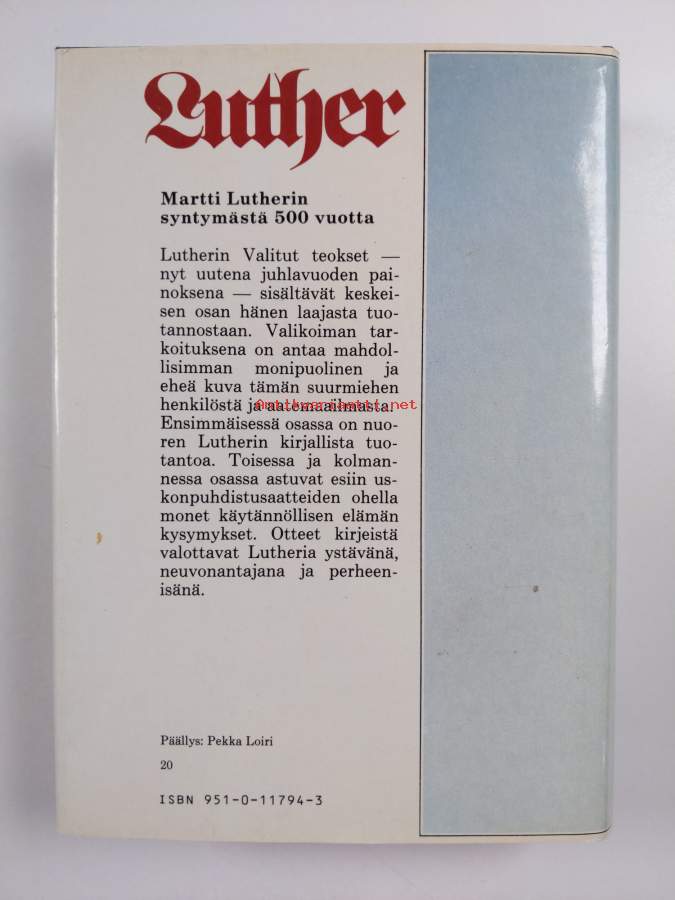 Luther
Martti Lutherin
syntymästä 500 vuotta
Lutherin Valitut teokset —
nyt uutena juhlavuoden pai-
noksena — sisältävät keskei-
sen osan hänen laajasta tuo-
tannostaan. Valikoiman tar-
koituksena on antaa mahdol-
lisimman monipuolinen ja
eheä kuva tämän suurmiehen
henkilöstä ja aatemaailmasta.
Antikvariaatti.net
Ensimmäisessä osassa on nuo-
ren Lutherin kirjallista tuo-
tantoa. Toisessa ja kolman-
nessa osassa astuvat esiin us-
konpuhdistusaatteiden ohella
monet käytännöllisen elämän
kysymykset. Otteet kirjeistä
valottavat Lutheria ystävänä,
neuvonantajana ja perheen-
isänä.
Päällys: Pekka Loiri
20
ISBN 951-0-11794-3